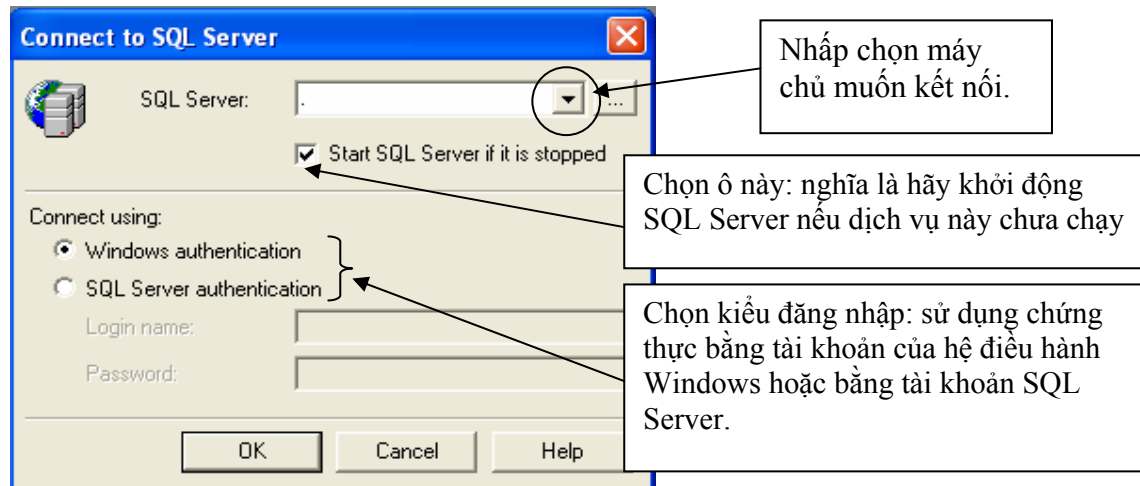 Connect to SQL Server
SQL Server:
.
...
Start SQL Server if it is stopped
Connect using:
Windows authentication
SQL Server authentication
Login name:
Password:
OK
Cancel
Help
Nhấp chọn máy
chủ muốn kết nối.
Chọn ô này: nghĩa là hãy khởi động
SQL Server nếu dịch vụ này chưa chạy
Chọn kiểu đăng nhập: sử dụng chứng
thực bằng tài khoản của hệ điều hành
Windows hoặc bằng tài khoản SQL
Server.